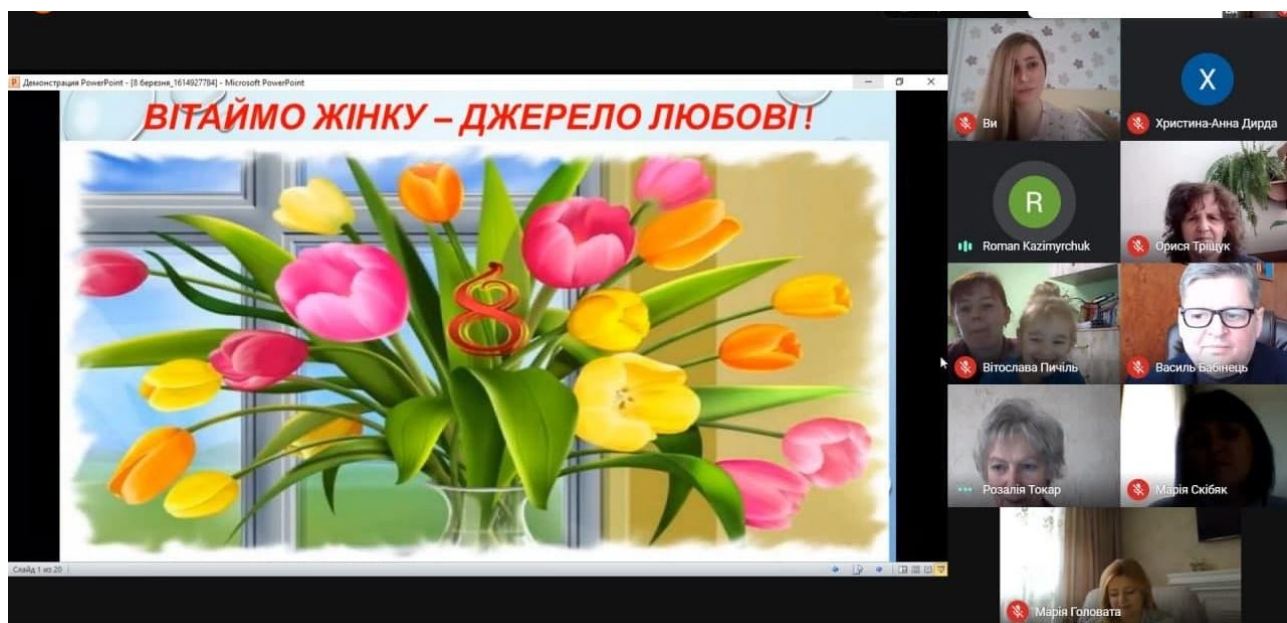 Демонстрация PowerPoint - [8 березня_1614927784] - Microsoft PowerPoint
ВІТАЙМО ЖІНКУ – ДЖЕРЕЛО ЛЮБОВІ!
8
Слайд 1 из 20
Ви
X
Христина-Анна Дирда
R
Roman Kazimyrchuk
Орися Тріщук
Вітослава Пичіль
Василь Бабінець
Розалія Токар
Марія Скібяк
Марія Головата